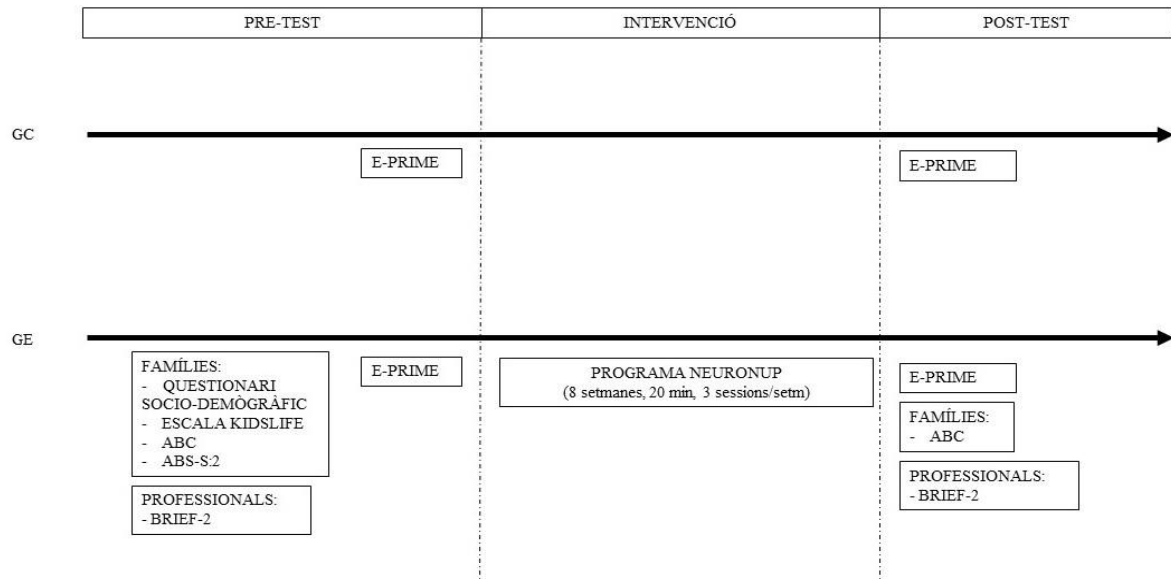 PRE-TEST
INTERVENCIÓ
POST-TEST
GC
E-PRIME
E-PRIME
GE
FAMÍLIES:
- QUESTIONARI
SOCIO-DEMÒGRÀFIC
- ESCALA KIDSLIFE
- ABC
- ABS-S:2
PROFESSIONALS:
- BRIEF-2
E-PRIME
PROGRAMA NEURONUP
(8 setmanes, 20 min, 3 sessions/setm)
E-PRIME
FAMÍLIES:
- ABC
PROFESSIONALS:
- BRIEF-2